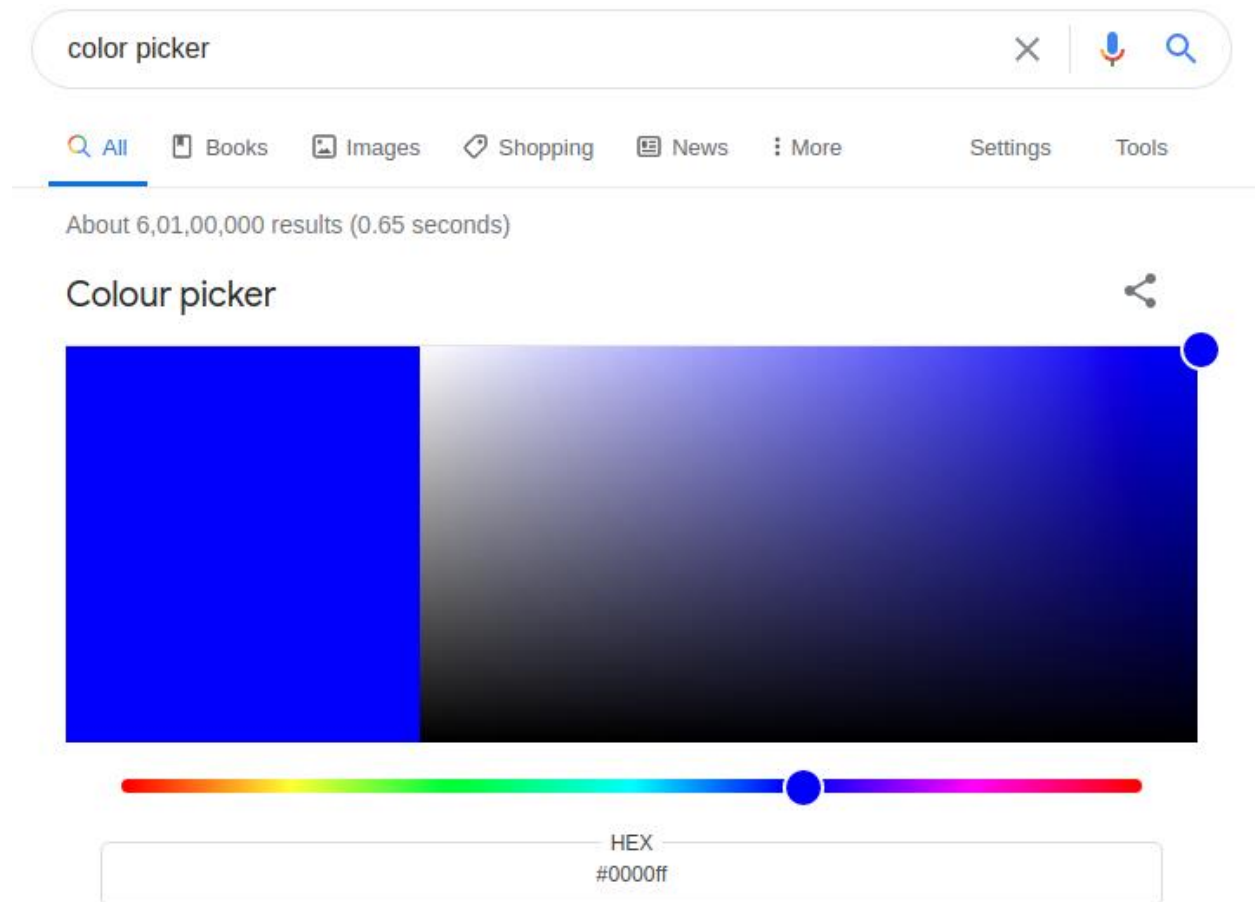 color picker
All Books Images Shopping News More Settings Tools
About 6,01,00,000 results (0.65 seconds)
Colour picker
HEX
#0000ff